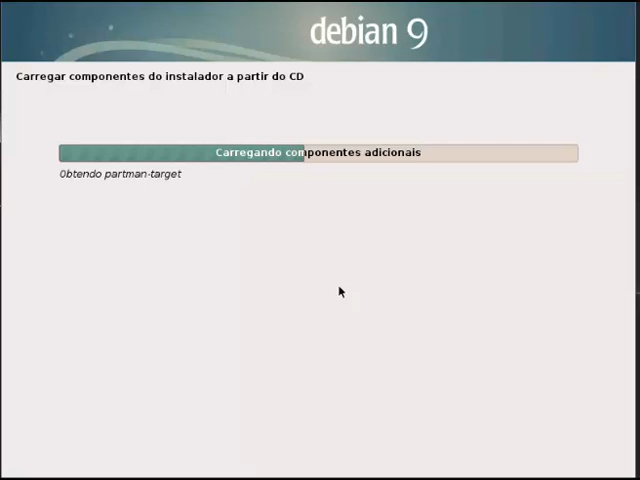 debian 9
Carregar componentes do instalador a partir do CD
Carregando componentes adicionais
Obtendo partman-target